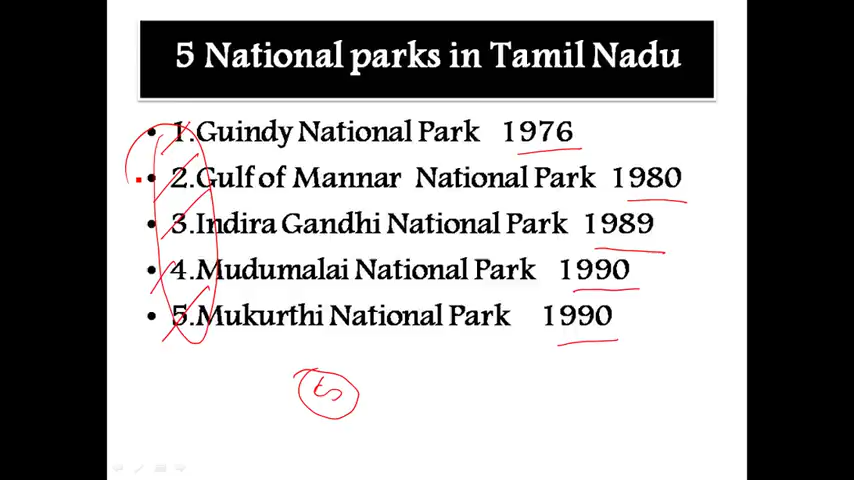 5 National parks in Tamil Nadu
• 1.Guindy National Park 1976
• 2.Gulf of Mannar National Park 1980
• 3.Indira Gandhi National Park 1989
• 4.Mudumalai National Park 1990
• 5.Mukurthi National Park 1990
5